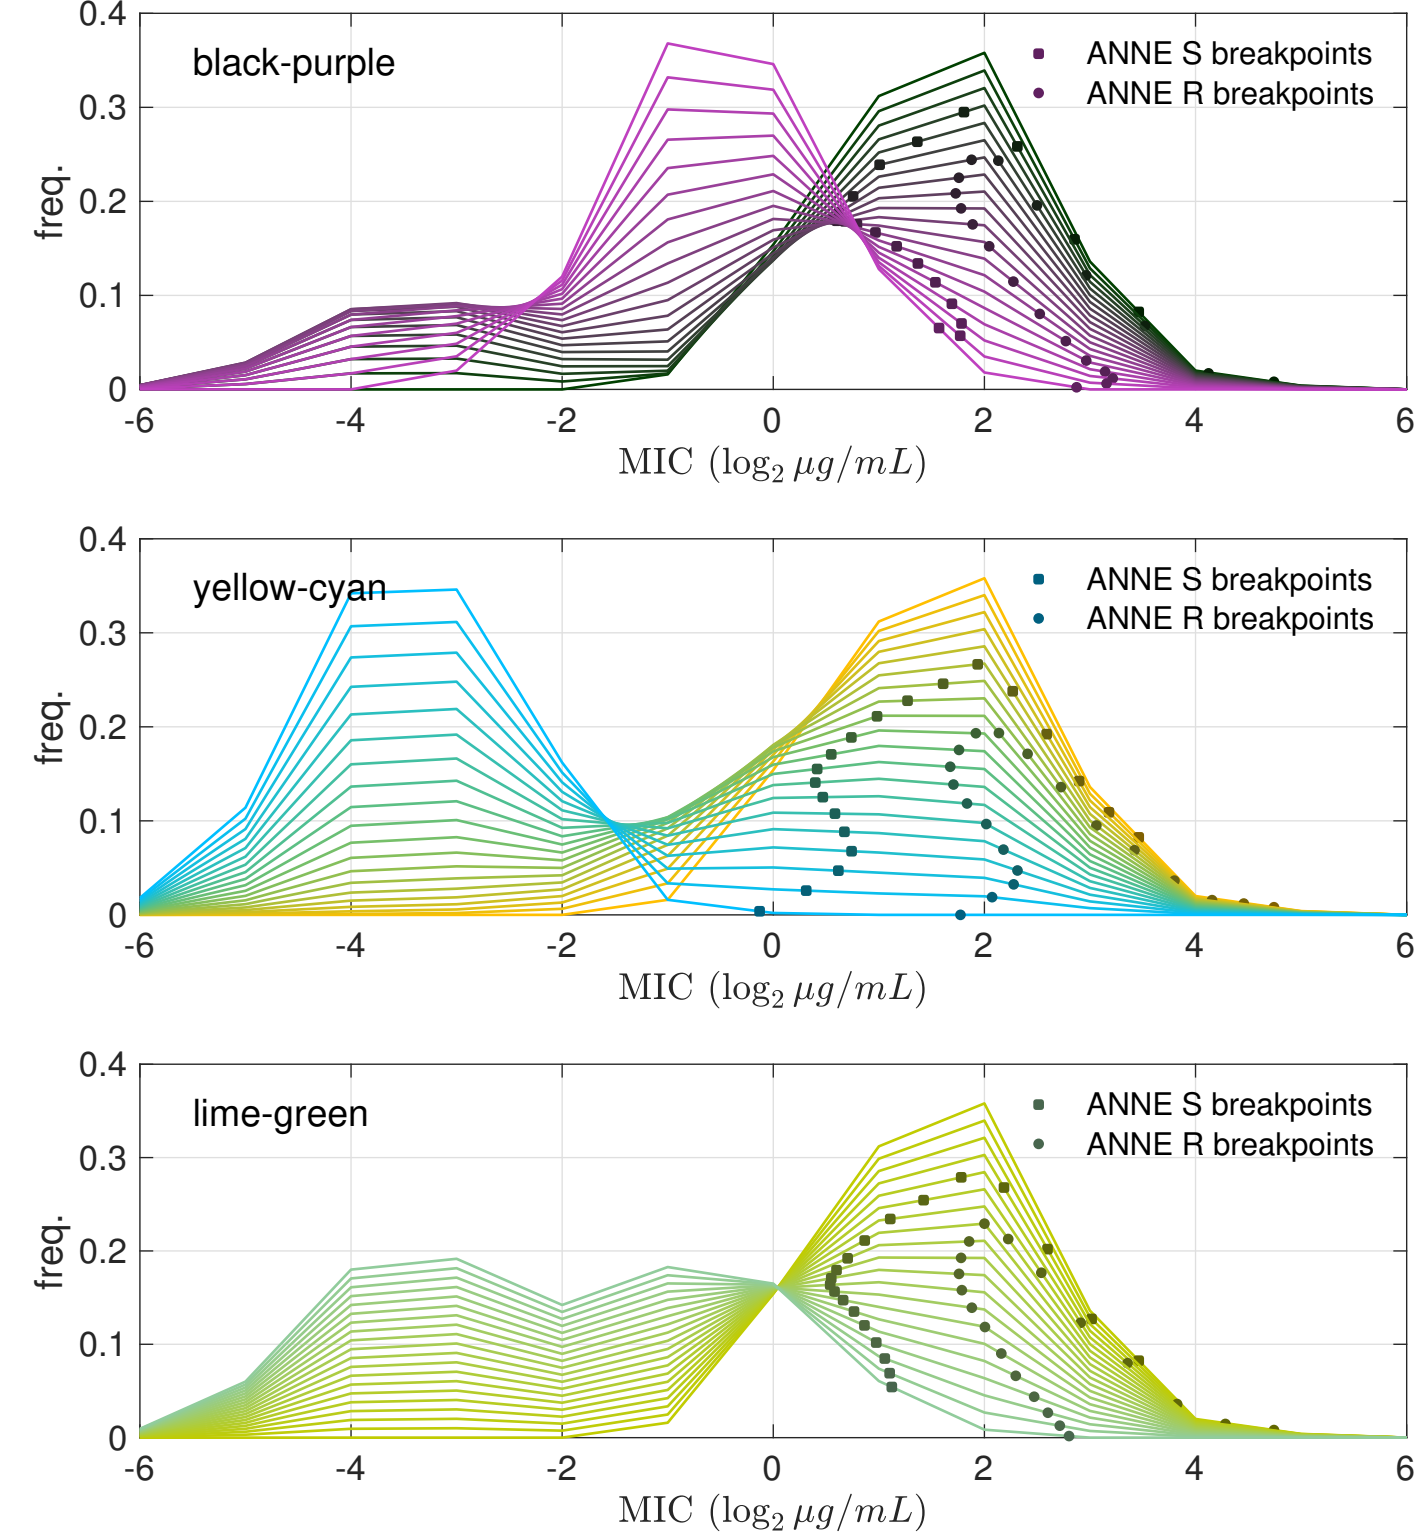 0.4
black-purple
ANNE S breakpoints
ANNE R breakpoints
0.3
0.2
0.1
0
freq.
-6 -4 -2 0 2 4 6
MIC (log₂ μg/mL)
0.4
yellow-cyan
ANNE S breakpoints
ANNE R breakpoints
0.3
0.2
0.1
0
freq.
-6 -4 -2 0 2 4 6
MIC (log₂ μg/mL)
0.4
lime-green
ANNE S breakpoints
ANNE R breakpoints
0.3
0.2
0.1
0
freq.
-6 -4 -2 0 2 4 6
MIC (log₂ μg/mL)